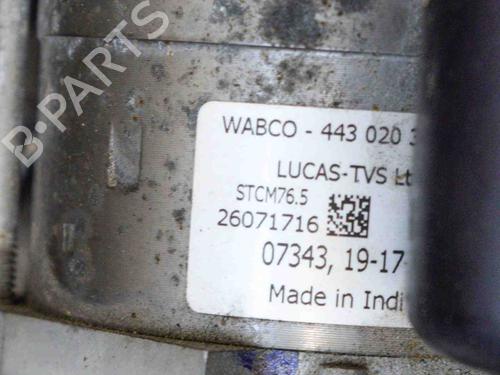 B-PARTS
WABCO - 443 020 3
LUCAS-TVS Lt
STCM76.5
26071716
07343, 19-17
Made in Indi